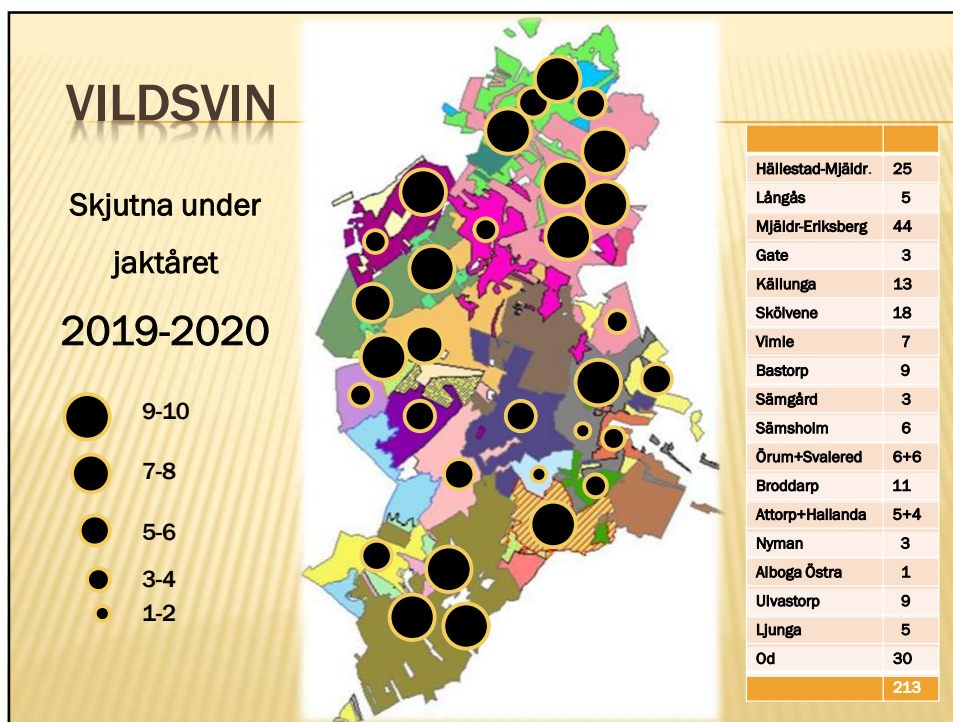 VILDSVIN
Skjutna under
jaktåret
2019-2020
9-10
7-8
5-6
3-4
1-2
Hällestad-Mjäldr. 25
Långås 5
Mjäldr-Eriksberg 44
Gate 3
Källunga 13
Skölvene 18
Vimle 7
Bastorp 9
Sämgård 3
Sämsholm 6
Örum+Svalered 6+6
Broddarp 11
Attorp+Hallanda 5+4
Nyman 3
Alboga Östra 1
Ulvastorp 9
Ljunga 5
Od 30
213